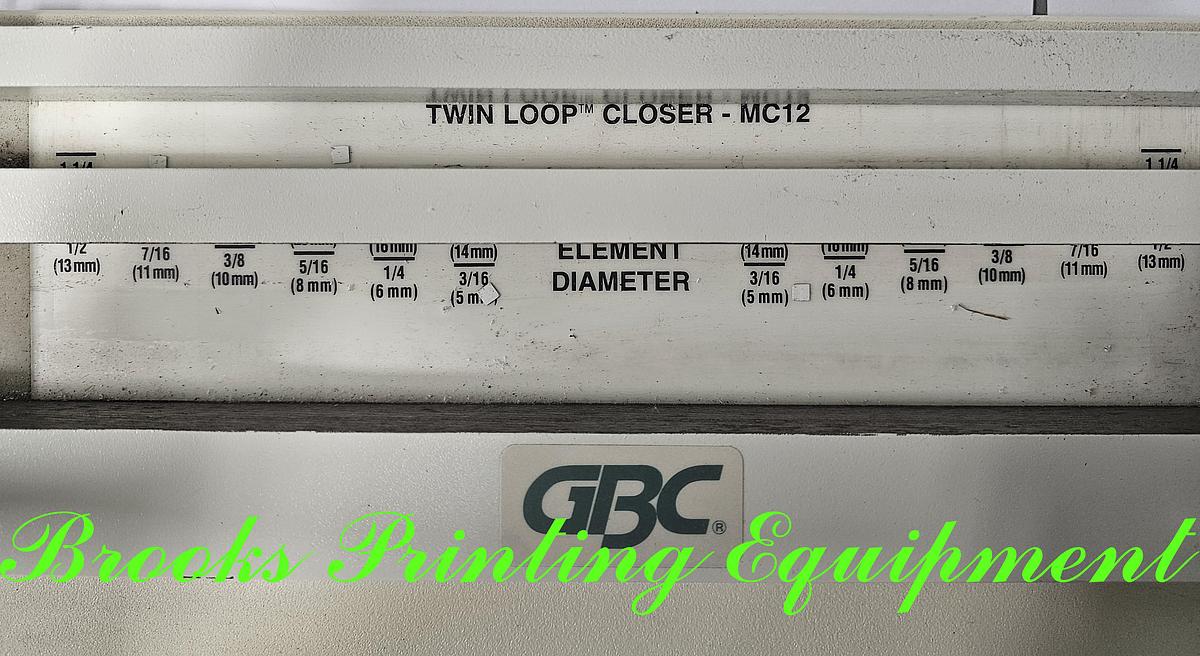 TWIN LOOP™ CLOSER - MC12
1 1/4 1 1/4
1/2 7/16 3/8 5/16 1/4 (14mm) 3/16 ELEMENT (14mm) 3/16 1/4 5/16 3/8 7/16 1/2
(13mm) (11mm) (10mm) (8 mm) (6 mm) (5 m DIAMETER (5 mm) (6 mm) (8 mm) (10mm) (11mm) (13mm)
GBC®
Brooks Printing Equipment